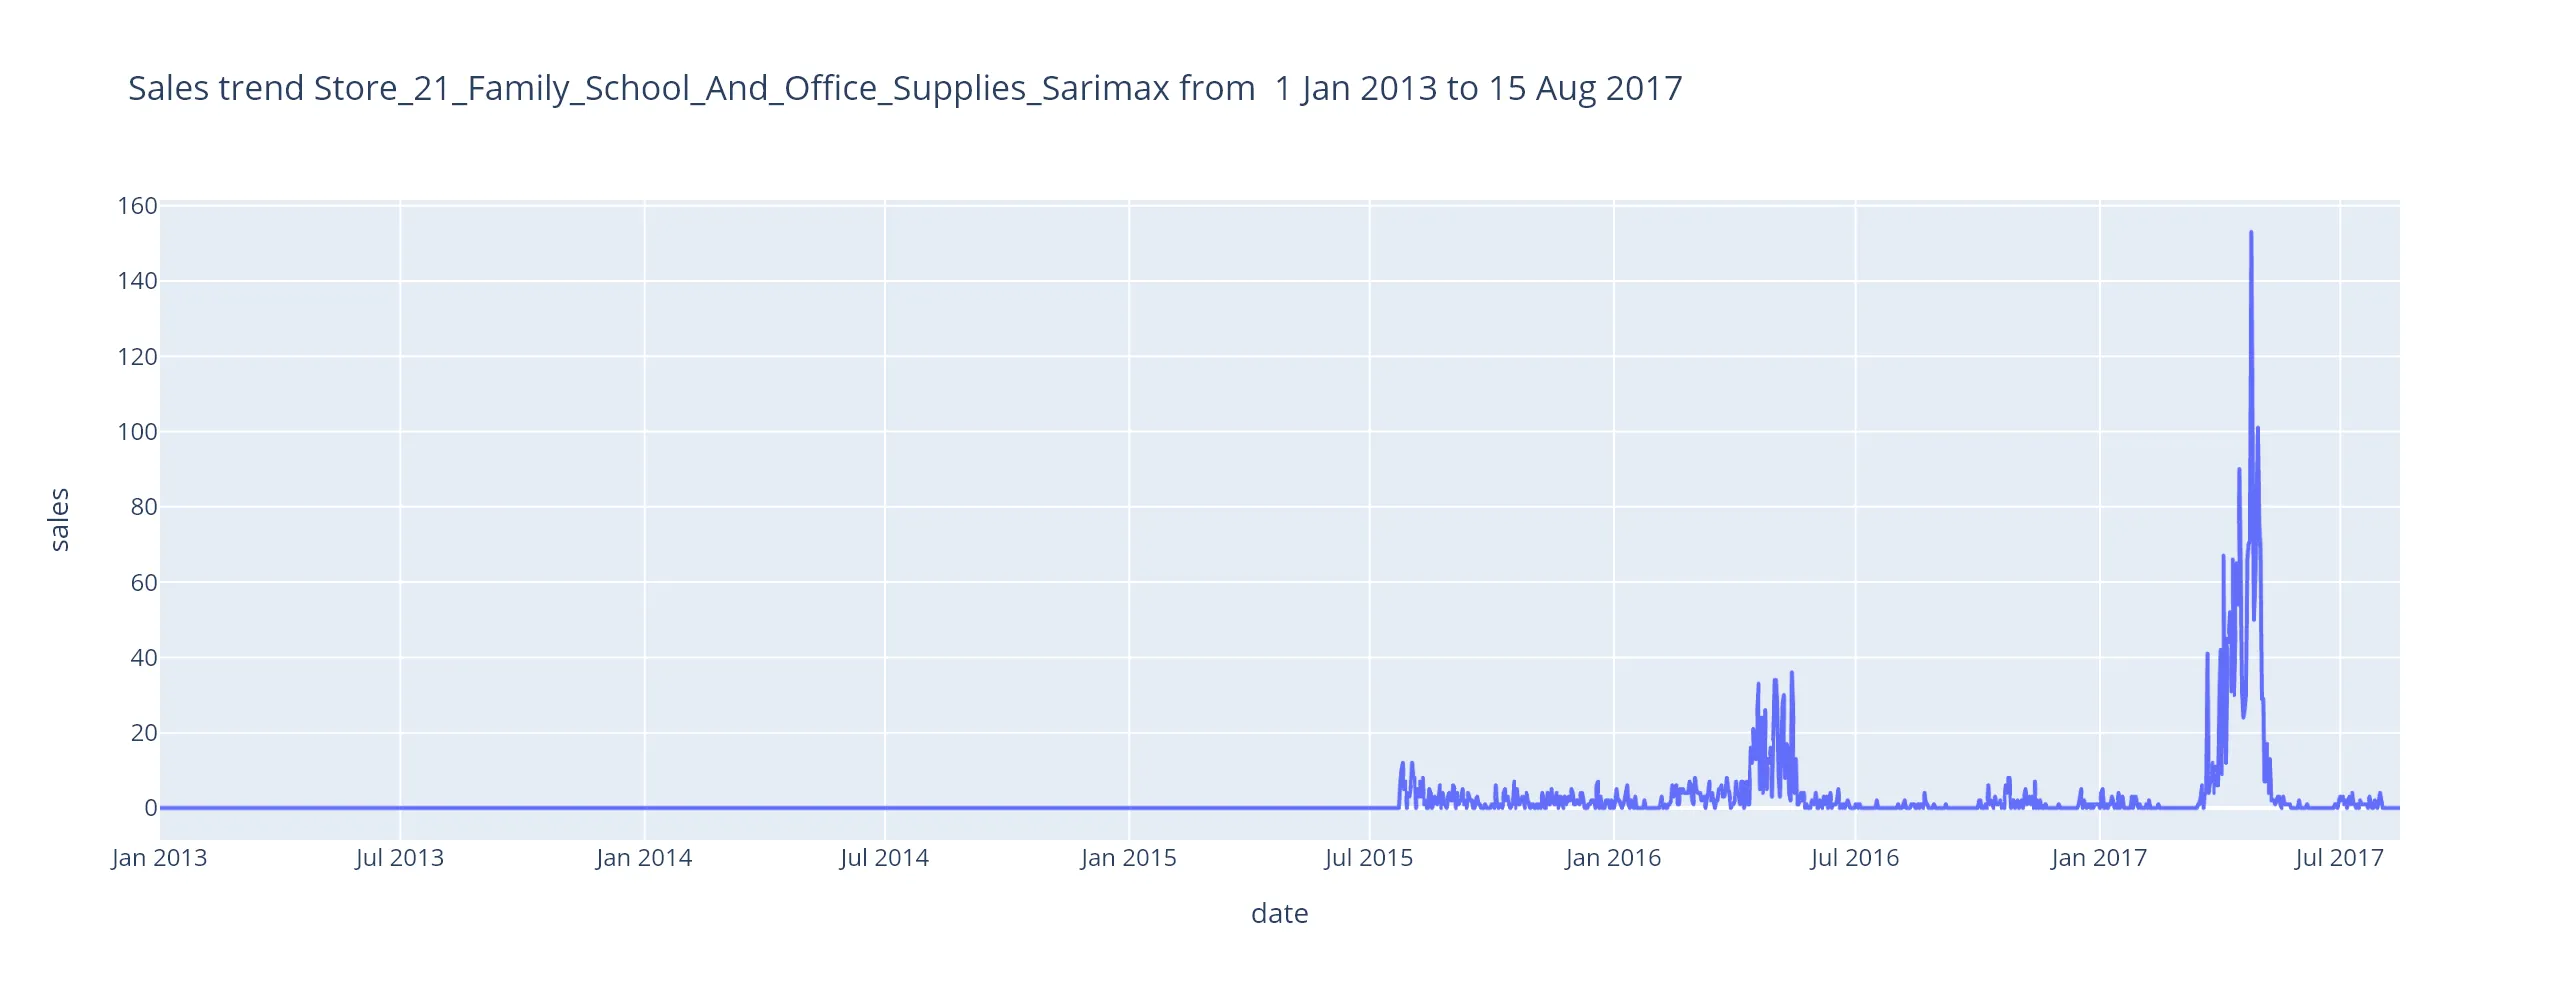 Sales trend Store_21_Family_School_And_Office_Supplies_Sarimax from  1 Jan 2013 to 15 Aug 2017
160
140
120
100
80
60
40
20
0
sales
Jan 2013 Jul 2013 Jan 2014 Jul 2014 Jan 2015 Jul 2015 Jan 2016 Jul 2016 Jan 2017 Jul 2017
date